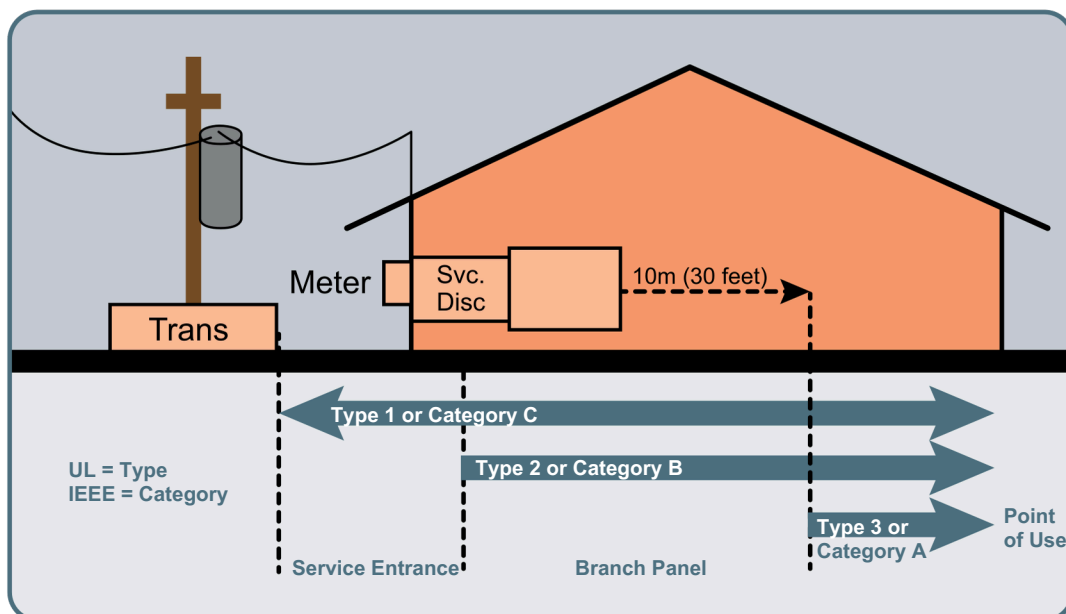 Meter
Svc.
Disc
10m (30 feet)
Trans
Type 1 or Category C
UL = Type
IEEE = Category
Type 2 or Category B
Type 3 or
Category A
Point
of Use
Service Entrance
Branch Panel